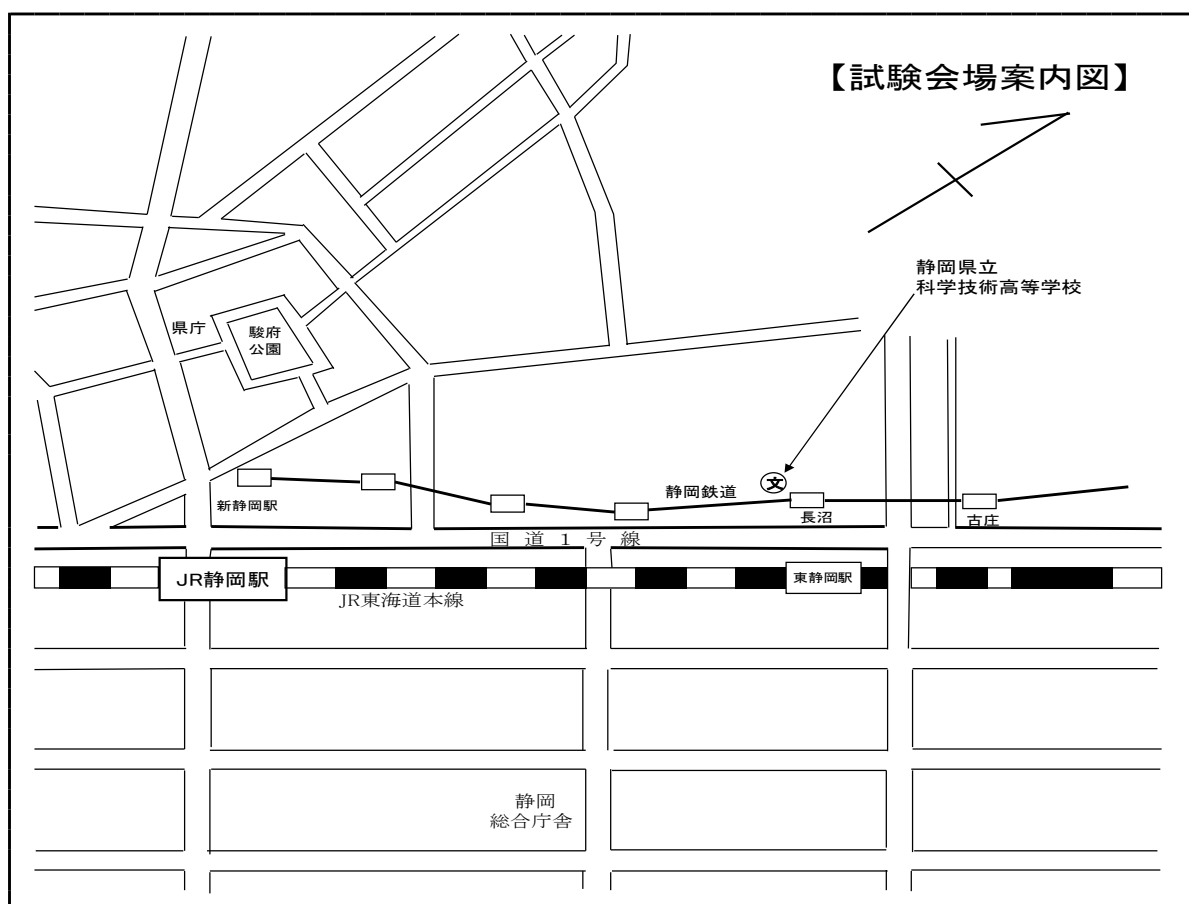 【試験会場案内図】
静岡県立
科学技術高等学校
県庁
駿府
公園
新静岡駅
静岡鉄道
文
長沼
古庄
国道1号線
JR静岡駅
東静岡駅
JR東海道本線
静岡
総合庁舎